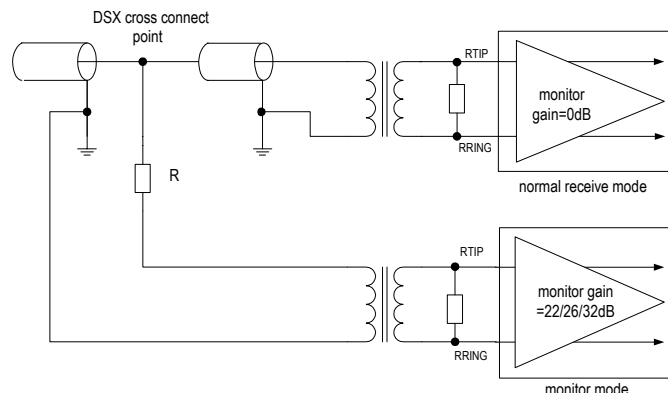 DSX cross connect
point
RTIP
monitor
gain=0dB
RRING
normal receive mode
R
RTIP
monitor gain
=22/26/32dB
RRING
monitor mode